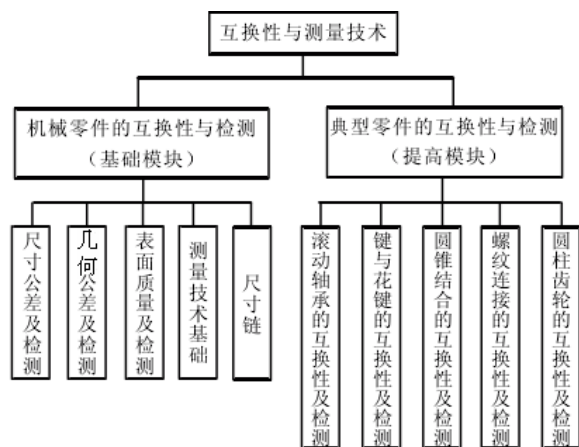 互换性与测量技术
机械零件的互换性与检测
（基础模块）
典型零件的互换性与检测
（提高模块）
尺寸公差及检测
几何公差及检测
表面质量及检测
测量技术基础
尺寸链
滚动轴承的互换性及检测
键与花键的互换性及检测
圆锥结合的互换性及检测
螺纹连接的互换性及检测
圆柱齿轮的互换性及检测